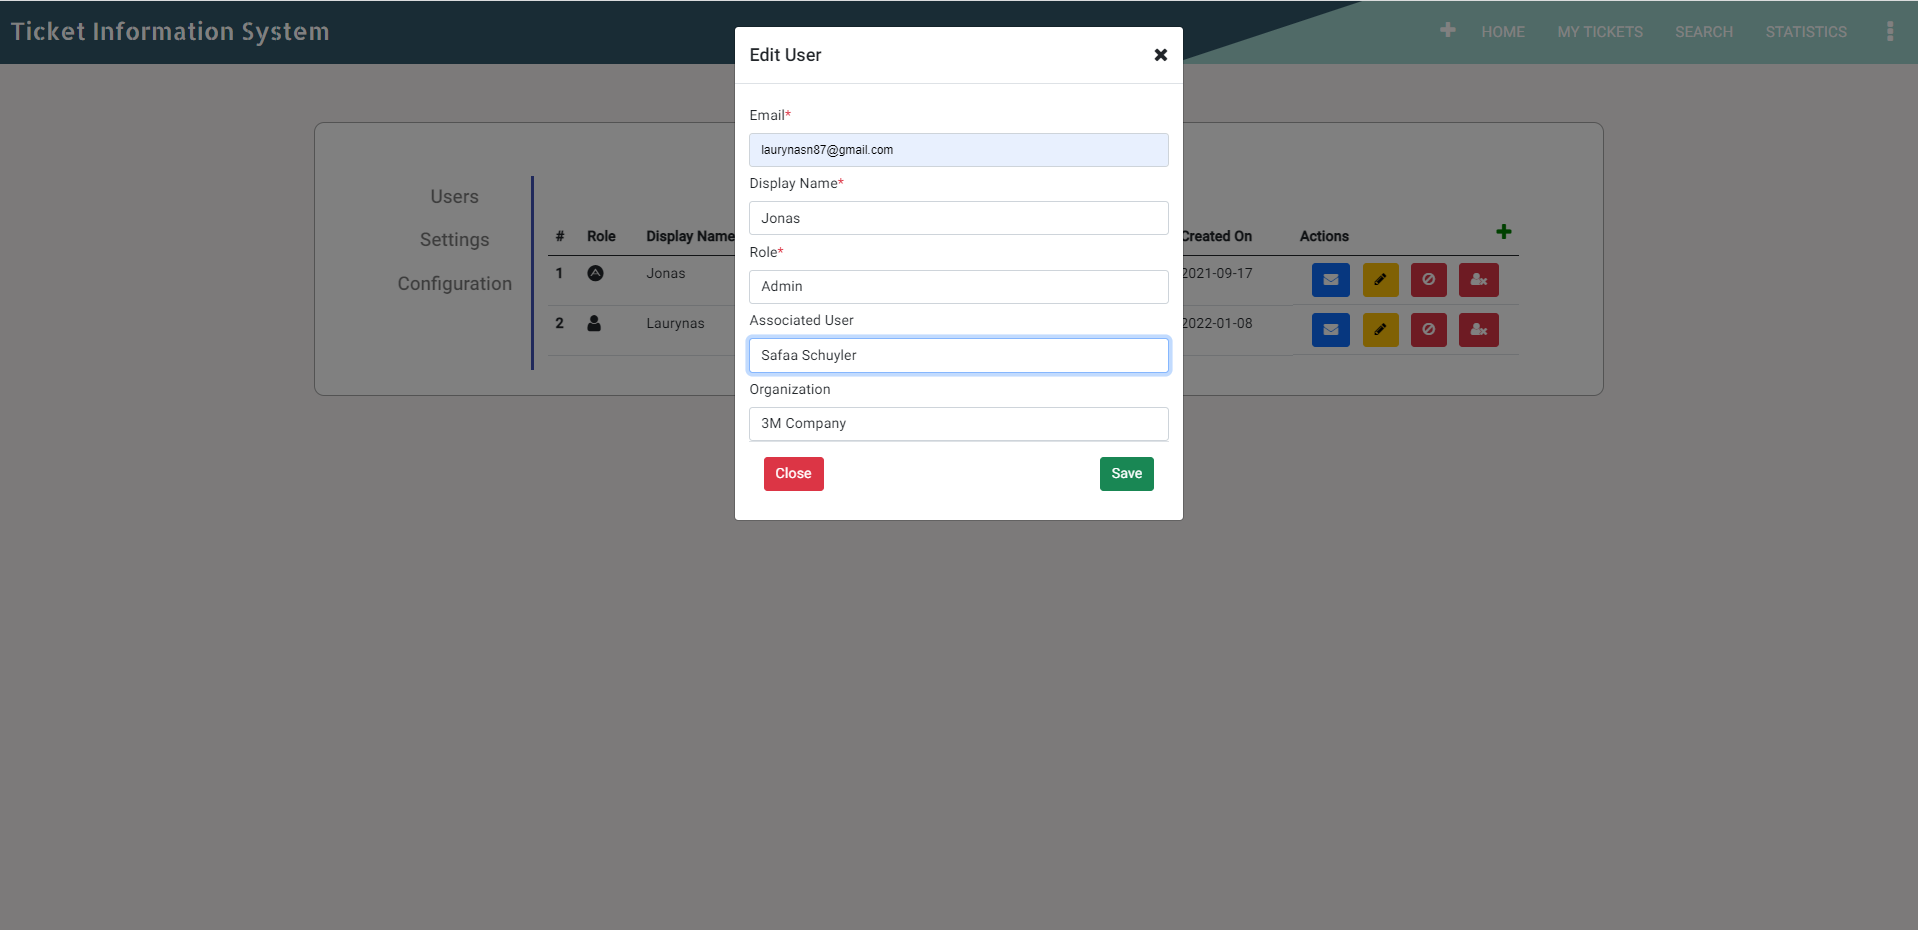 Ticket Information System
HOME
MY TICKETS
SEARCH
STATISTICS
Edit User
Email*
laurynasn87@gmail.com
Display Name*
Jonas
Role*
Admin
Associated User
Safaa Schuyler
Organization
3M Company
Close
Save
Users
Settings
Configuration
# Role Display Name Created On Actions
1 Jonas 2021-09-17
2 Laurynas 2022-01-08